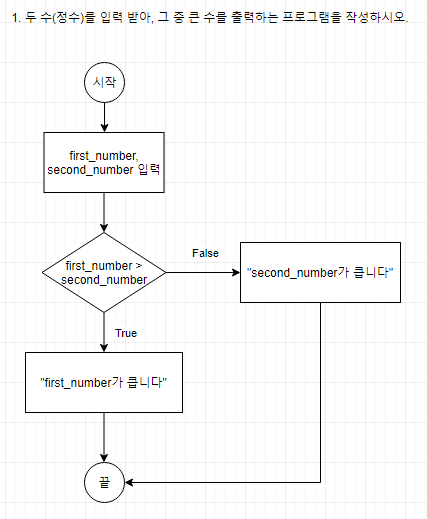 1. 두 수(정수)를 입력 받아, 그 중 큰 수를 출력하는 프로그램을 작성하시오.
시작
first_number,
second_number 입력
first_number >
second_number
False
"second_number가 큽니다"
True
"first_number가 큽니다"
끝